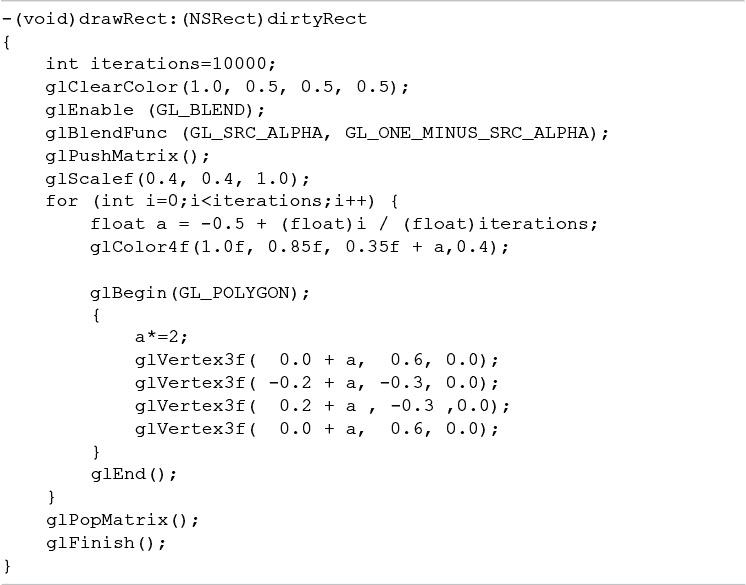 -(void)drawRect:(NSRect)dirtyRect
{
    int iterations=10000;
    glClearColor(1.0, 0.5, 0.5, 0.5);
    glEnable (GL_BLEND);
    glBlendFunc (GL_SRC_ALPHA, GL_ONE_MINUS_SRC_ALPHA);
    glPushMatrix();
    glScalef(0.4, 0.4, 1.0);
    for (int i=0;i<iterations;i++) {
        float a = -0.5 + (float)i / (float)iterations;
        glColor4f(1.0f, 0.85f, 0.35f + a,0.4);

        glBegin(GL_POLYGON);
        {
            a*=2;
            glVertex3f(  0.0 + a,  0.6, 0.0);
            glVertex3f( -0.2 + a, -0.3, 0.0);
            glVertex3f(  0.2 + a , -0.3 ,0.0);
            glVertex3f(  0.0 + a,  0.6, 0.0);
        }
        glEnd();
    }
    glPopMatrix();
    glFinish();
}